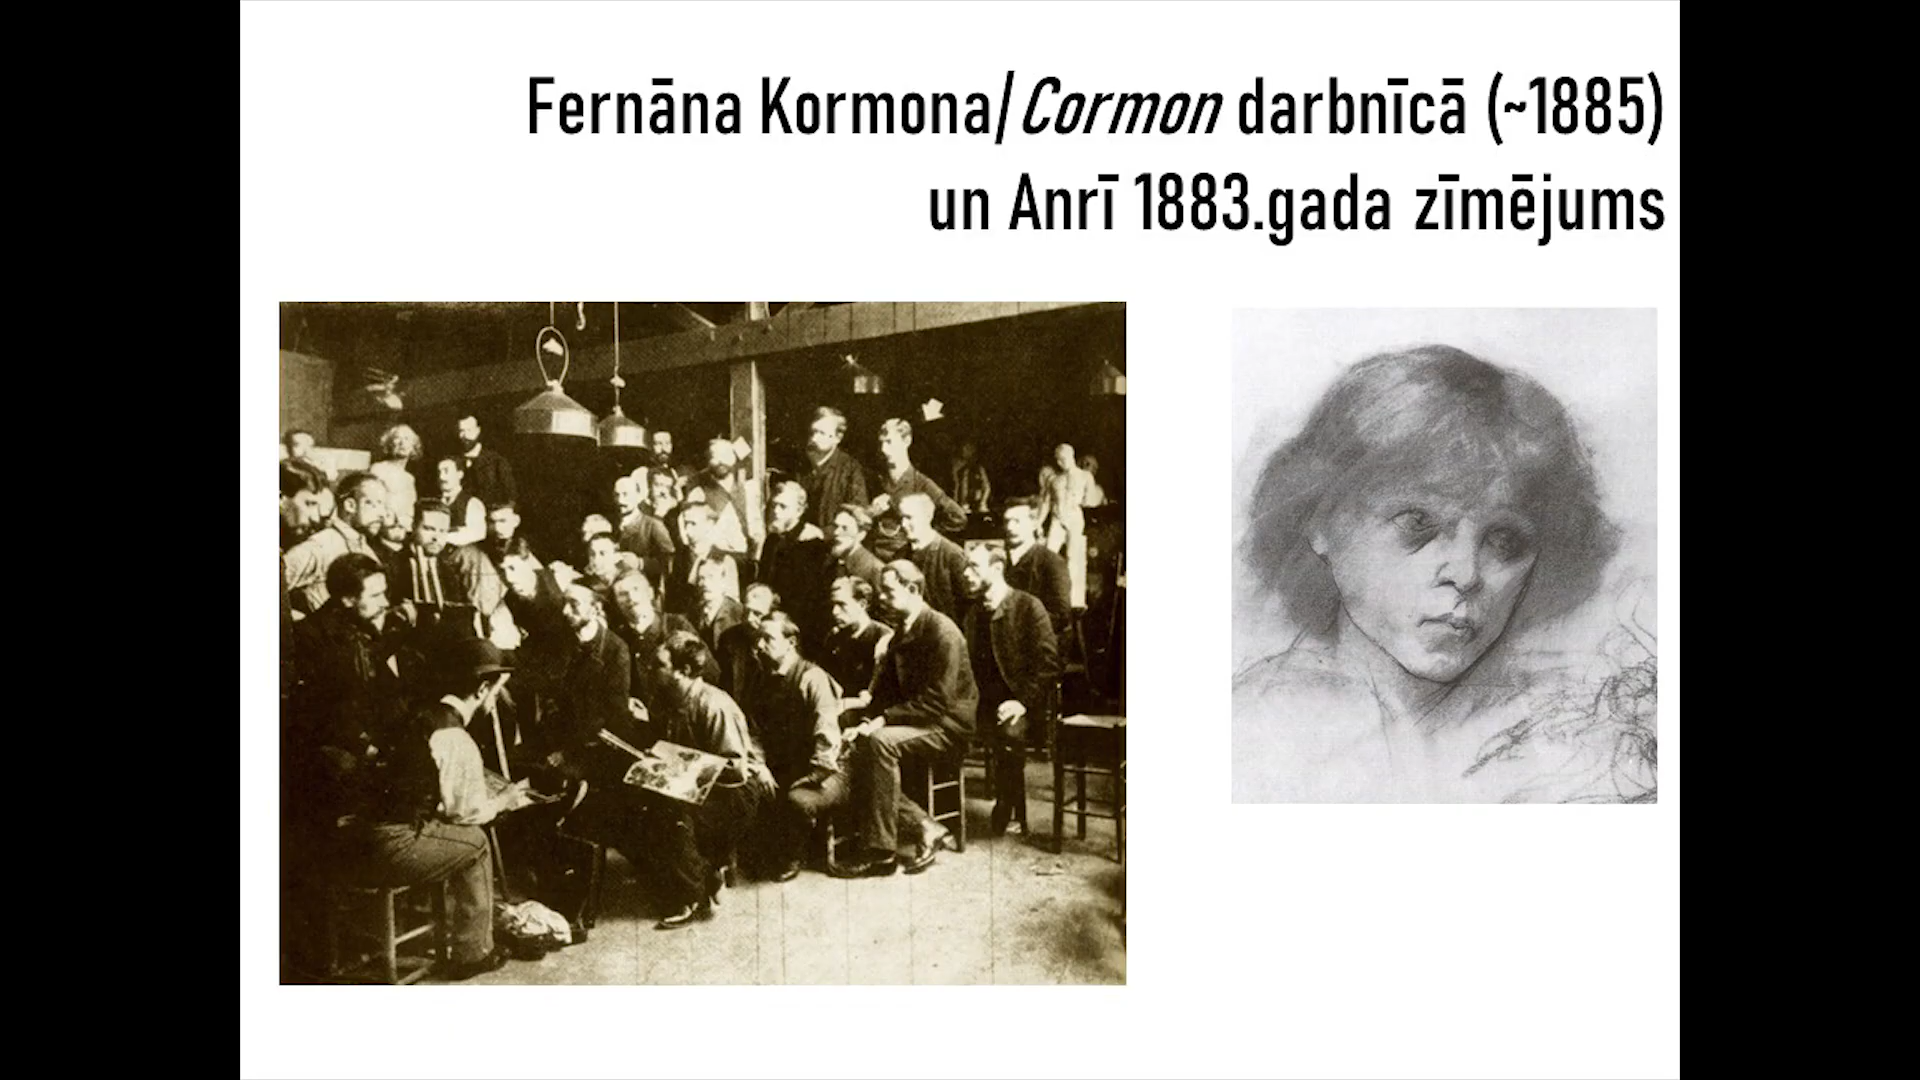 Fernāna Kormona/Cormon darbnīcā (~1885)
un Anrī 1883.gada zīmējums